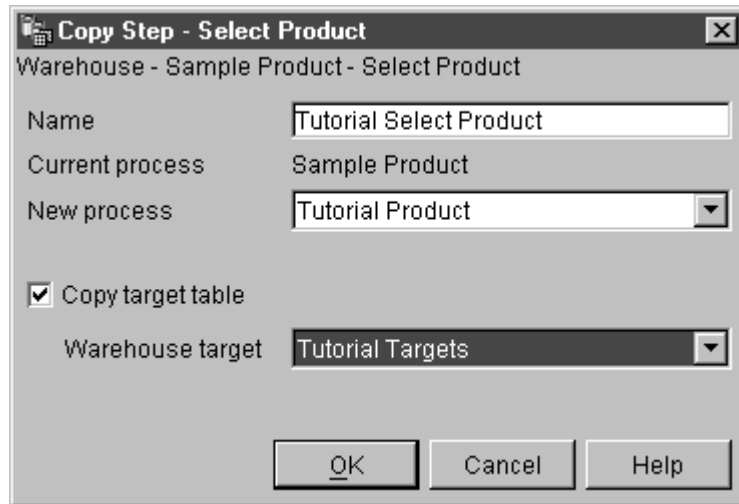 Copy Step - Select Product
Warehouse - Sample Product - Select Product
Name Tutorial Select Product
Current process Sample Product
New process Tutorial Product
Copy target table
Warehouse target Tutorial Targets
OK Cancel Help